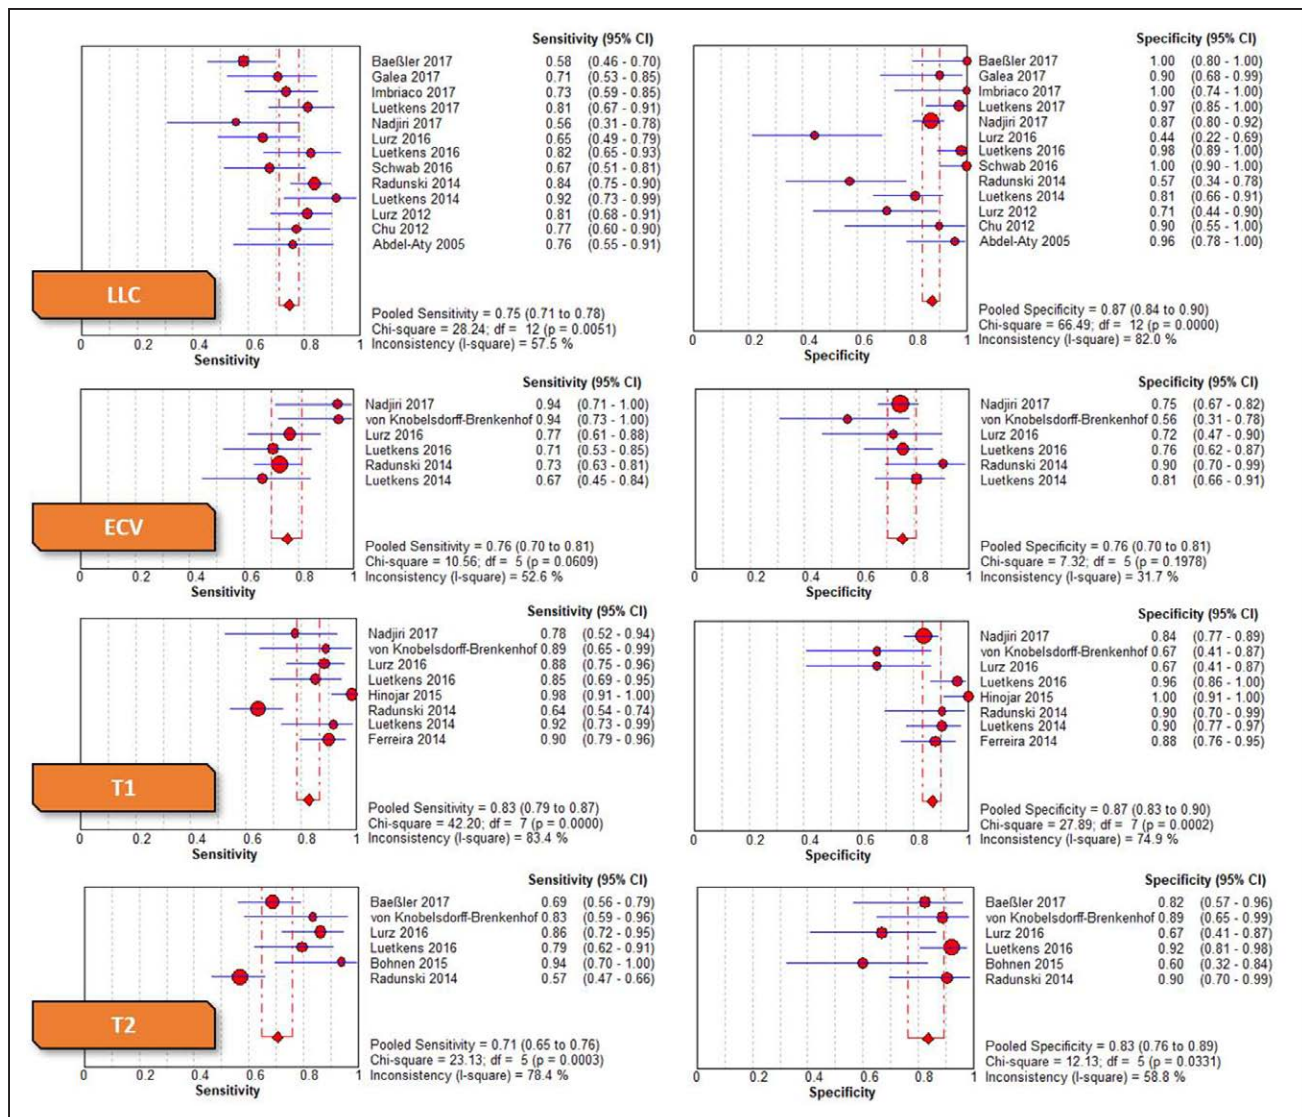 Sensitivity (95% CI)
Baeßler 2017 0.58 (0.46 - 0.70)
Galea 2017 0.71 (0.53 - 0.85)
Imbriaco 2017 0.73 (0.59 - 0.85)
Luetkens 2017 0.81 (0.67 - 0.91)
Nadjiri 2017 0.56 (0.31 - 0.78)
Lurz 2016 0.65 (0.49 - 0.79)
Luetkens 2016 0.82 (0.65 - 0.93)
Schwab 2016 0.67 (0.51 - 0.81)
Radunski 2014 0.84 (0.75 - 0.90)
Luetkens 2014 0.92 (0.73 - 0.99)
Lurz 2012 0.81 (0.68 - 0.91)
Chu 2012 0.77 (0.60 - 0.90)
Abdel-Aty 2005 0.76 (0.55 - 0.91)
LLC
Pooled Sensitivity = 0.75 (0.71 to 0.78)
Chi-square = 28.24; df = 12 (p = 0.0051)
Inconsistency (I-square) = 57.5 %
0 0.2 0.4 0.6 0.8 1
Sensitivity
Specificity (95% CI)
Baeßler 2017 1.00 (0.80 - 1.00)
Galea 2017 0.90 (0.68 - 0.99)
Imbriaco 2017 1.00 (0.74 - 1.00)
Luetkens 2017 0.97 (0.85 - 1.00)
Nadjiri 2017 0.87 (0.80 - 0.92)
Lurz 2016 0.44 (0.22 - 0.69)
Luetkens 2016 0.98 (0.89 - 1.00)
Schwab 2016 1.00 (0.90 - 1.00)
Radunski 2014 0.57 (0.34 - 0.78)
Luetkens 2014 0.81 (0.66 - 0.91)
Lurz 2012 0.71 (0.44 - 0.90)
Chu 2012 0.90 (0.55 - 1.00)
Abdel-Aty 2005 0.96 (0.78 - 1.00)
Pooled Specificity = 0.87 (0.84 to 0.90)
Chi-square = 66.49; df = 12 (p = 0.0000)
Inconsistency (I-square) = 82.0 %
0 0.2 0.4 0.6 0.8 1
Specificity
Sensitivity (95% CI)
Nadjiri 2017 0.94 (0.71 - 1.00)
von Knobelsdorff-Brenkenhof 0.94 (0.73 - 1.00)
Lurz 2016 0.77 (0.61 - 0.88)
Luetkens 2016 0.71 (0.53 - 0.85)
Radunski 2014 0.73 (0.63 - 0.81)
Luetkens 2014 0.67 (0.45 - 0.84)
ECV
Pooled Sensitivity = 0.76 (0.70 to 0.81)
Chi-square = 10.56; df = 5 (p = 0.0609)
Inconsistency (I-square) = 52.6 %
0 0.2 0.4 0.6 0.8 1
Sensitivity
Specificity (95% CI)
Nadjiri 2017 0.75 (0.67 - 0.82)
von Knobelsdorff-Brenkenhof 0.56 (0.31 - 0.78)
Lurz 2016 0.72 (0.47 - 0.90)
Luetkens 2016 0.76 (0.62 - 0.87)
Radunski 2014 0.90 (0.70 - 0.99)
Luetkens 2014 0.81 (0.66 - 0.91)
Pooled Specificity = 0.76 (0.70 to 0.81)
Chi-square = 7.32; df = 5 (p = 0.1978)
Inconsistency (I-square) = 31.7 %
0 0.2 0.4 0.6 0.8 1
Specificity
Sensitivity (95% CI)
Nadjiri 2017 0.78 (0.52 - 0.94)
von Knobelsdorff-Brenkenhof 0.89 (0.65 - 0.99)
Lurz 2016 0.88 (0.75 - 0.96)
Luetkens 2016 0.85 (0.69 - 0.95)
Hinojar 2015 0.98 (0.91 - 1.00)
Radunski 2014 0.64 (0.54 - 0.74)
Luetkens 2014 0.92 (0.73 - 0.99)
Ferreira 2014 0.90 (0.79 - 0.96)
T1
Pooled Sensitivity = 0.83 (0.79 to 0.87)
Chi-square = 42.20; df = 7 (p = 0.0000)
Inconsistency (I-square) = 83.4 %
0 0.2 0.4 0.6 0.8 1
Sensitivity
Specificity (95% CI)
Nadjiri 2017 0.84 (0.77 - 0.89)
von Knobelsdorff-Brenkenhof 0.67 (0.41 - 0.87)
Lurz 2016 0.67 (0.41 - 0.87)
Luetkens 2016 0.96 (0.86 - 1.00)
Hinojar 2015 1.00 (0.91 - 1.00)
Radunski 2014 0.90 (0.70 - 0.99)
Luetkens 2014 0.90 (0.77 - 0.97)
Ferreira 2014 0.88 (0.76 - 0.95)
Pooled Specificity = 0.87 (0.83 to 0.90)
Chi-square = 27.89; df = 7 (p = 0.0002)
Inconsistency (I-square) = 74.9 %
0 0.2 0.4 0.6 0.8 1
Specificity
Sensitivity (95% CI)
Baeßler 2017 0.69 (0.56 - 0.79)
von Knobelsdorff-Brenkenhof 0.83 (0.59 - 0.96)
Lurz 2016 0.86 (0.72 - 0.95)
Luetkens 2016 0.79 (0.62 - 0.91)
Bohnen 2015 0.94 (0.70 - 1.00)
Radunski 2014 0.57 (0.47 - 0.66)
T2
Pooled Sensitivity = 0.71 (0.65 to 0.76)
Chi-square = 23.13; df = 5 (p = 0.0003)
Inconsistency (I-square) = 78.4 %
0 0.2 0.4 0.6 0.8 1
Sensitivity
Specificity (95% CI)
Baeßler 2017 0.82 (0.57 - 0.96)
von Knobelsdorff-Brenkenhof 0.89 (0.65 - 0.99)
Lurz 2016 0.67 (0.41 - 0.87)
Luetkens 2016 0.92 (0.81 - 0.98)
Bohnen 2015 0.60 (0.32 - 0.84)
Radunski 2014 0.90 (0.70 - 0.99)
Pooled Specificity = 0.83 (0.76 to 0.89)
Chi-square = 12.13; df = 5 (p = 0.0331)
Inconsistency (I-square) = 58.8 %
0 0.2 0.4 0.6 0.8 1
Specificity